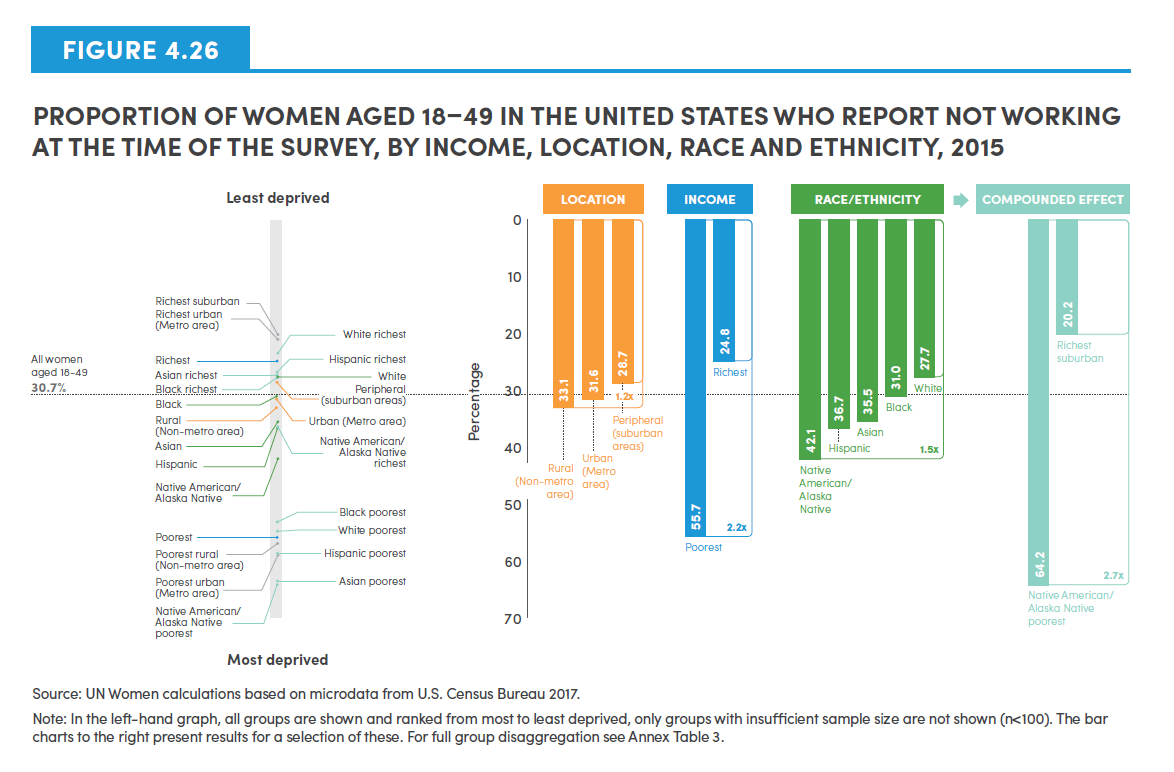 FIGURE 4.26
PROPORTION OF WOMEN AGED 18–49 IN THE UNITED STATES WHO REPORT NOT WORKING
AT THE TIME OF THE SURVEY, BY INCOME, LOCATION, RACE AND ETHNICITY, 2015
Least deprived
Richest suburban
Richest urban
(Metro area)
White richest
All women
aged 18–49
30.7%
Richest
Hispanic richest
Asian richest
White
Black richest
Peripheral
(suburban areas)
Black
Rural
(Non-metro area)
Urban (Metro area)
Asian
Native American/
Alaska Native
richest
Hispanic
Native American/
Alaska Native
Black poorest
White poorest
Poorest
Poorest rural
(Non-metro area)
Hispanic poorest
Poorest urban
(Metro area)
Asian poorest
Native American/
Alaska Native
poorest
Most deprived
Percentage
0
10
20
30
40
50
60
70
LOCATION
33.1
31.6
28.7
1.2x
Rural
(Non-metro
area)
Urban
(Metro
area)
Peripheral
(suburban
areas)
INCOME
55.7
24.8
2.2x
Poorest
Richest
RACE/ETHNICITY
42.1
36.7
35.5
31.0
27.7
1.5x
Native
American/
Alaska
Native
Hispanic
Asian
Black
White
COMPOUNDED EFFECT
64.2
20.2
2.7x
Richest
suburban
Native American/
Alaska Native
poorest
Source: UN Women calculations based on microdata from U.S. Census Bureau 2017.
Note: In the left-hand graph, all groups are shown and ranked from most to least deprived, only groups with insufficient sample size are not shown (n<100). The bar
charts to the right present results for a selection of these. For full group disaggregation see Annex Table 3.